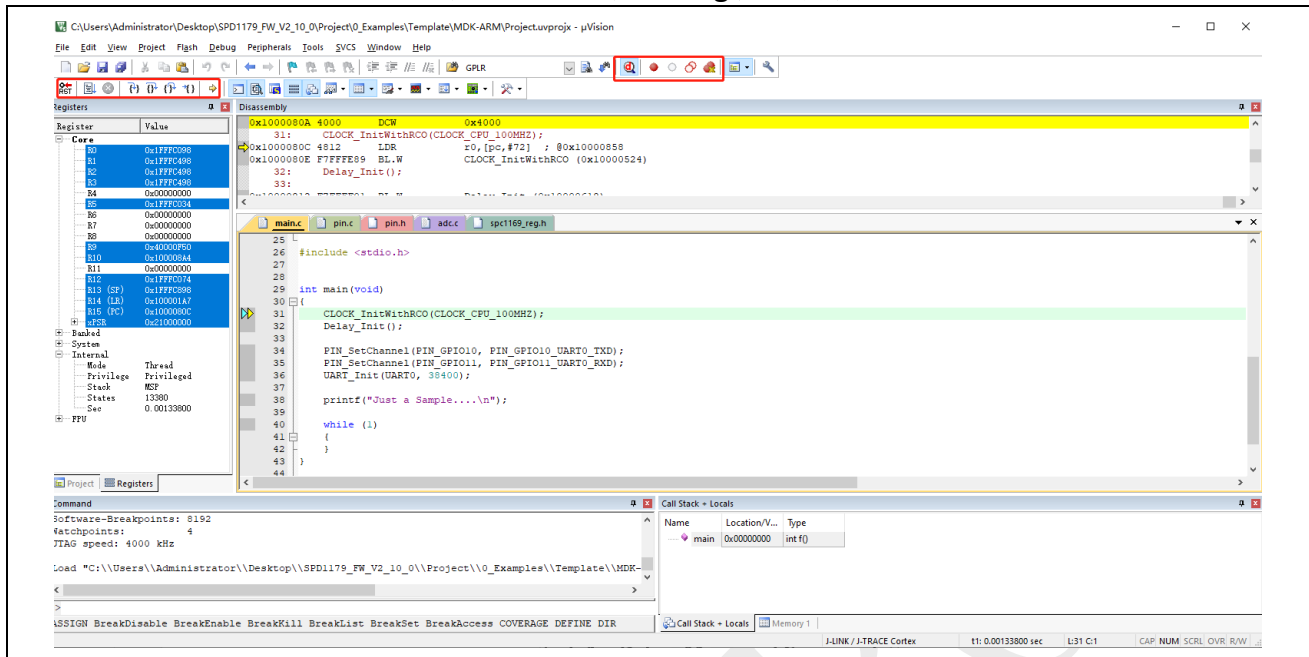 C:\Users\Administrator\Desktop\SPD1179_FW_V2_10_0\Project\0_Examples\Template\MDK-ARM\Project.uvprojx - µVision
File Edit View Project Flash Debug Peripherals Tools SVCS Window Help
GPLR
RST
Registers
Register Value
Core
R0 0x1FFFC098
R1 0x1FFFC498
R2 0x1FFFC498
R3 0x1FFFC498
R4 0x00000000
R5 0x1FFFC034
R6 0x00000000
R7 0x00000000
R8 0x00000000
R9 0x40000F50
R10 0x100008A4
R11 0x00000000
R12 0x1FFFC074
R13 (SP) 0x1FFFC898
R14 (LR) 0x100001A7
R15 (PC) 0x1000080C
xPSR 0x21000000
Banked
System
Internal
Mode Thread
Privilege Privileged
Stack MSP
States 13380
Sec 0.00133800
FPU
Project Registers
Disassembly
0x1000080A 4000 DCW 0x4000
31: CLOCK_InitWithRCO(CLOCK_CPU_100MHZ);
0x1000080C 4812 LDR r0,[pc,#72] ; @0x10000858
0x1000080E F7FFFE89 BL.W CLOCK_InitWithRCO (0x10000524)
32: Delay_Init();
33:
main.c pin.c pin.h adc.c spc1169_reg.h
25
26 #include <stdio.h>
27
28
29 int main(void)
30 {
31 CLOCK_InitWithRCO(CLOCK_CPU_100MHZ);
32 Delay_Init();
33
34 PIN_SetChannel(PIN_GPIO10, PIN_GPIO10_UART0_TXD);
35 PIN_SetChannel(PIN_GPIO11, PIN_GPIO11_UART0_RXD);
36 UART_Init(UART0, 38400);
37
38 printf("Just a Sample....\n");
39
40 while (1)
41 {
42 }
43 }
44
Command
Software-Breakpoints: 8192
Watchpoints: 4
JTAG speed: 4000 kHz
Load "C:\\Users\\Administrator\\Desktop\\SPD1179_FW_V2_10_0\\Project\\0_Examples\\Template\\MDK-
>
ASSIGN BreakDisable BreakEnable BreakKill BreakList BreakSet BreakAccess COVERAGE DEFINE DIR
Call Stack + Locals
Name Location/V... Type
main 0x00000000 int f()
Call Stack + Locals Memory 1
J-LINK / J-TRACE Cortex t1: 0.00133800 sec L:31 C:1 CAP NUM SCRL OVR R/W